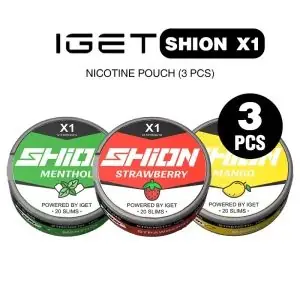 IGET SHION X1
NICOTINE POUCH (3 PCS)
3
PCS
X1
SHION
MENTHOL
POWERED BY IGET
20 SLIMS
X1
SHION
STRAWBERRY
POWERED BY IGET
20 SLIMS
SHION
MANGO
POWERED BY IGET
20 SLIMS